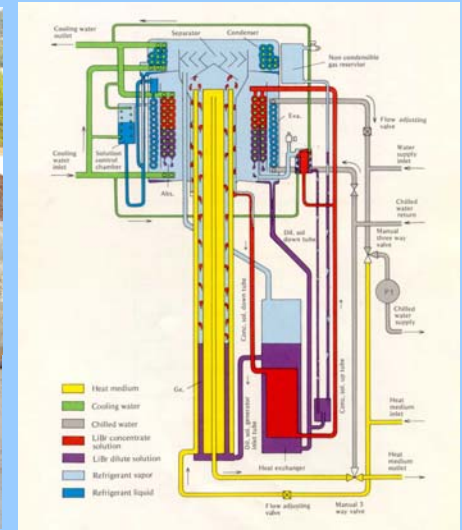 Cooling water
outlet
Separator
Condenser
Non condensible
gas reservior
Solution
control
chamber
Eva.
Flow adjusting
valve
Cooling
water
inlet
Water
supply
inlet
Abs.
Chilled
water
return
Dil. sol
down tube
Manual
three way
valve
P1
Conc. sol. down tube
Chilled
water
supply
Conc. sol. up tube
Heat medium
Cooling water
Chilled water
LiBr concentrate
solution
LiBr dilute solution
Refrigerant vapor
Refrigerant liquid
Ge.
Dil. sol. generator
inlet tube
Heat exchanger
Heat
medium
inlet
Heat
medium
outlet
Flow adjusting
valve
Manual 3
way valve